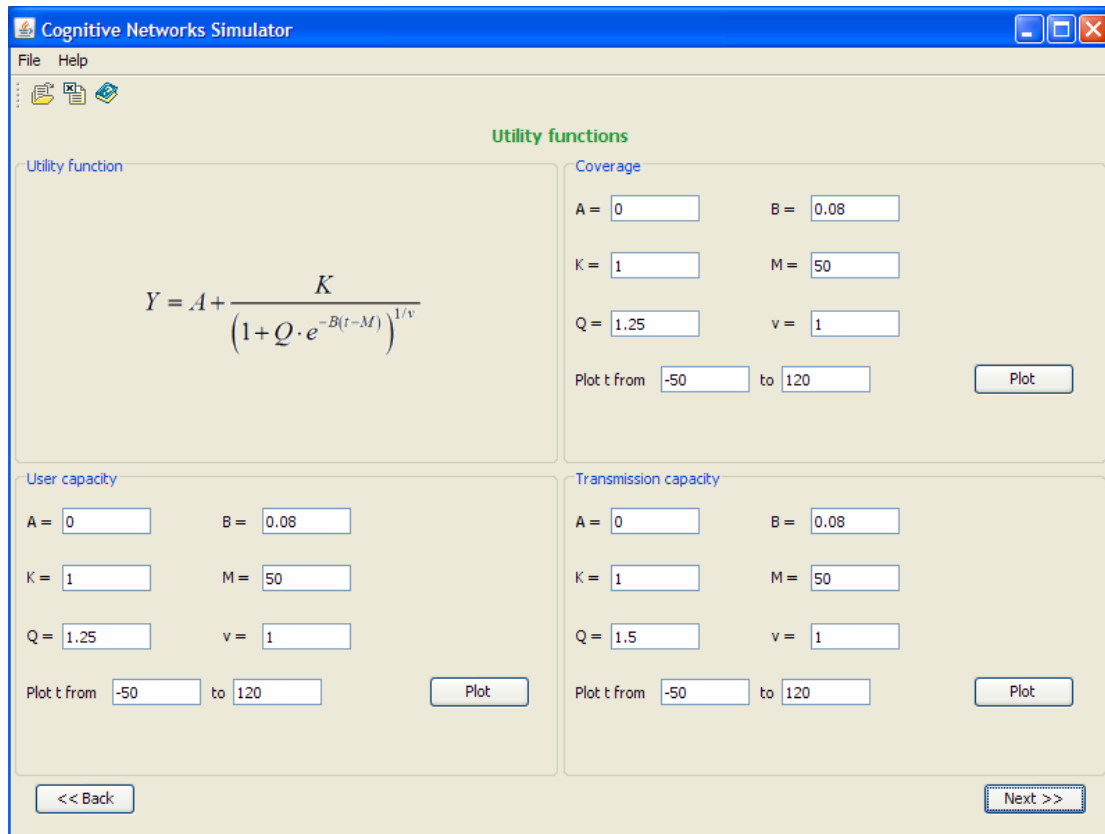 Cognitive Networks Simulator
File Help
Utility functions
Utility function
Y = A + K / (1 + Q · e^{-B(t-M)})^{1/v}
Coverage
A = 0 B = 0.08
K = 1 M = 50
Q = 1.25 v = 1
Plot t from -50 to 120 Plot
User capacity
A = 0 B = 0.08
K = 1 M = 50
Q = 1.25 v = 1
Plot t from -50 to 120 Plot
Transmission capacity
A = 0 B = 0.08
K = 1 M = 50
Q = 1.5 v = 1
Plot t from -50 to 120 Plot
<< Back Next >>